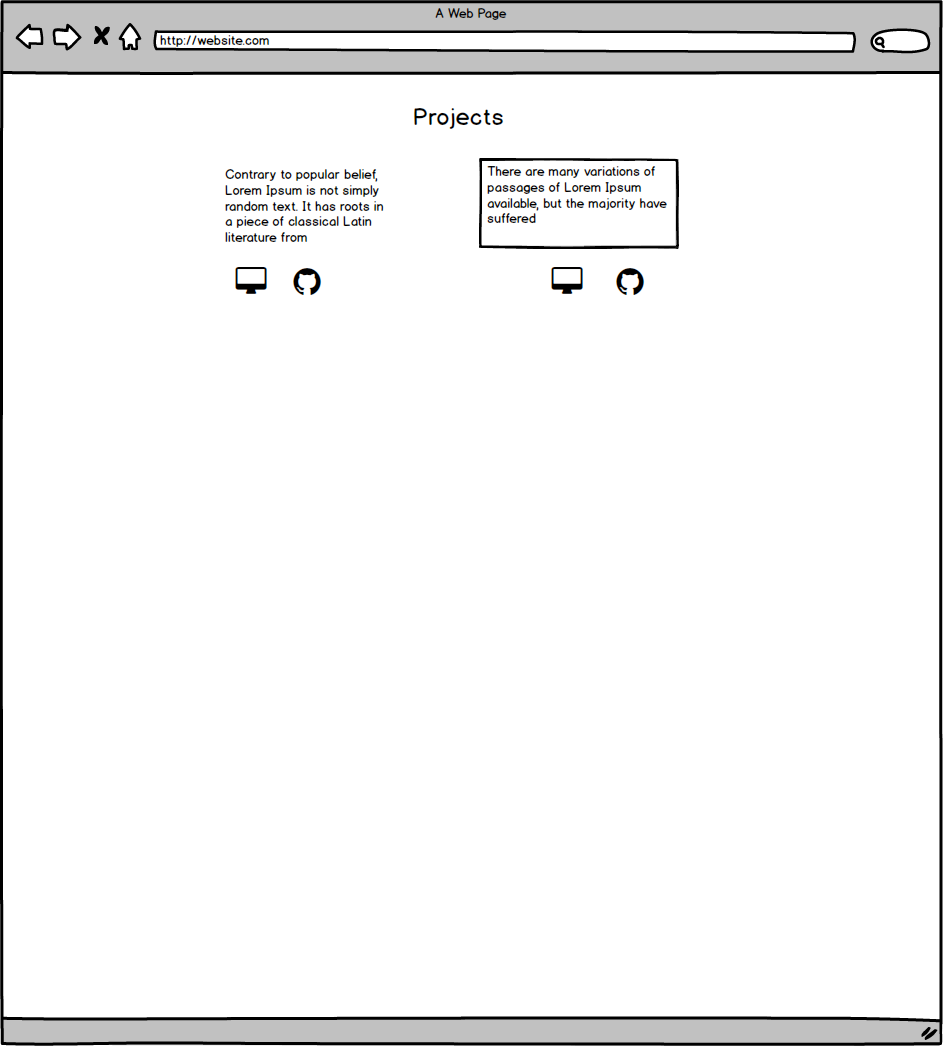 A Web Page
http://website.com
Projects
Contrary to popular belief,
Lorem Ipsum is not simply
random text. It has roots in
a piece of classical Latin
literature from
There are many variations of
passages of Lorem Ipsum
available, but the majority have
suffered